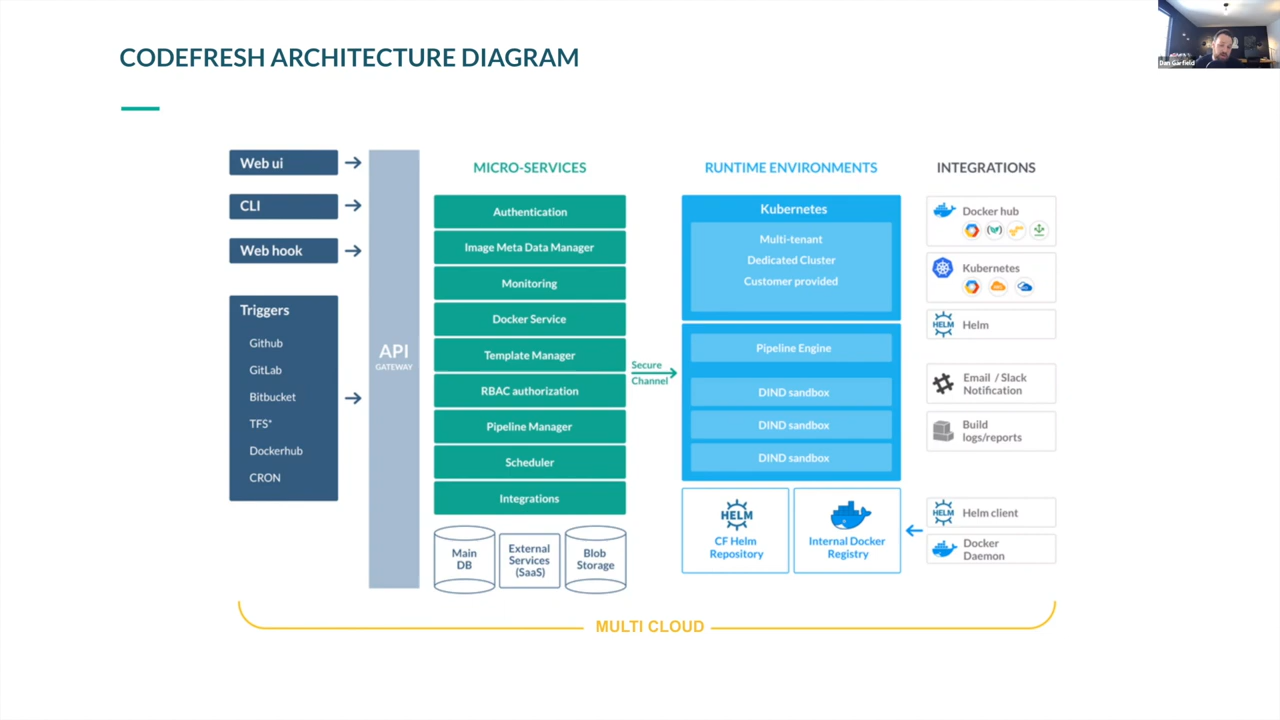 CODEFRESH ARCHITECTURE DIAGRAM
Dan Garfield
Web ui
CLI
Web hook
Triggers
Github
GitLab
Bitbucket
TFS*
Dockerhub
CRON
API
GATEWAY
MICRO-SERVICES
Authentication
Image Meta Data Manager
Monitoring
Docker Service
Template Manager
RBAC authorization
Pipeline Manager
Scheduler
Integrations
Main
DB
External
Services
(SaaS)
Blob
Storage
Secure
Channel
RUNTIME ENVIRONMENTS
Kubernetes
Multi-tenant
Dedicated Cluster
Customer provided
Pipeline Engine
DIND sandbox
DIND sandbox
DIND sandbox
HELM
CF Helm
Repository
Internal Docker
Registry
INTEGRATIONS
Docker hub
Kubernetes
HELM
Helm
Email / Slack
Notification
Build
logs/reports
HELM
Helm client
Docker
Daemon
MULTI CLOUD